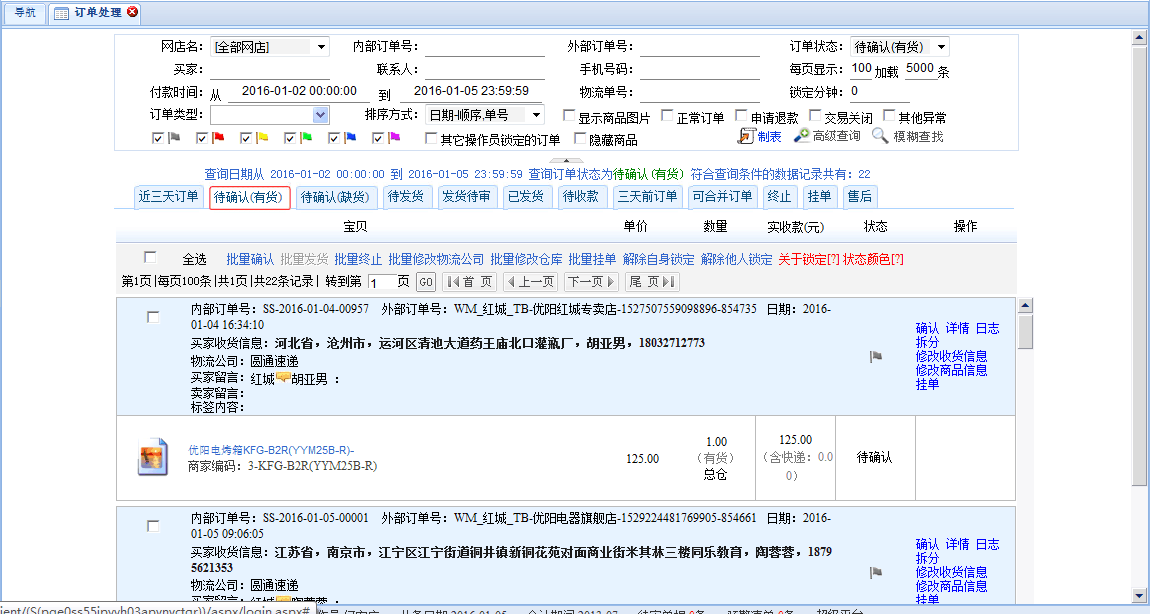 导航 订单处理
网店名： [全部网店] 内部订单号： 外部订单号： 订单状态： 待确认(有货)
买家： 联系人： 手机号码： 每页显示： 100 加载 5000 条
付款时间： 从 2016-01-02 00:00:00 到 2016-01-05 23:59:59 物流单号： 锁定分钟： 0
订单类型： 排序方式： 日期-顺序,单号 显示商品图片 正常订单 申请退款 交易关闭 其他异常
其它操作员锁定的订单 隐藏商品 制表 高级查询 模糊查找
查询日期从 2016-01-02 00:00:00 到 2016-01-05 23:59:59 查询订单状态为待确认(有货) 符合查询条件的数据记录共有：22
近三天订单 待确认(有货) 待确认(缺货) 待发货 发货待审 已发货 待收款 三天前订单 可合并订单 终止 挂单 售后
宝贝 单价 数量 实收款(元) 状态 操作
全选 批量确认 批量发货 批量终止 批量修改物流公司 批量修改仓库 批量挂单 解除自身锁定 解除他人锁定 关于锁定[?] 状态颜色[?]
第1页|每页100条|共1页|共22条记录| 转到第 1 页 GO 首 页 上一页 下一页 尾 页
内部订单号：SS-2016-01-04-00957 外部订单号：WM_红城_TB-优阳红城专卖店-1527507559098896-854735 日期：2016-
01-04 16:34:10
买家收货信息：河北省，沧州市，运河区清池大道药王庙北口灌瓶厂，胡亚男，18032712773
物流公司：圆通速递
买家留言：红城胡亚男 ：
卖家留言：
标签内容：
确认 详情 日志
拆分
修改收货信息
修改商品信息
挂单
优阳电烤箱KFG-B2R(YYM25B-R)-
商家编码：3-KFG-B2R(YYM25B-R)
125.00
1.00
（有货）
总仓
125.00
（含快递：0.0
0）
待确认
内部订单号：SS-2016-01-05-00001 外部订单号：WM_红城_TB-优阳电器旗舰店-1529224481769905-854661 日期：2016-
01-05 09:06:05
买家收货信息：江苏省，南京市，江宁区江宁街道铜井镇新铜花苑对面商业街米其林三楼同乐教育，陶蓉蓉，1879
5621353
物流公司：圆通速递
确认 详情 日志
拆分
修改收货信息
修改商品信息
挂单